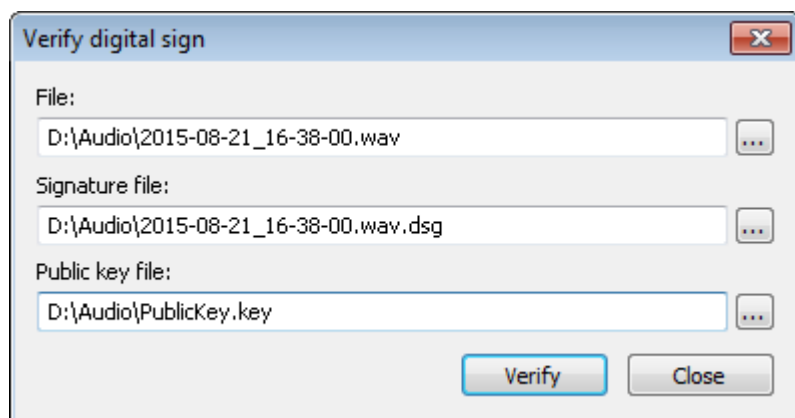 Verify digital sign
File:
D:\Audio\2015-08-21_16-38-00.wav
...
Signature file:
D:\Audio\2015-08-21_16-38-00.wav.dsg
...
Public key file:
D:\Audio\PublicKey.key
...
Verify Close